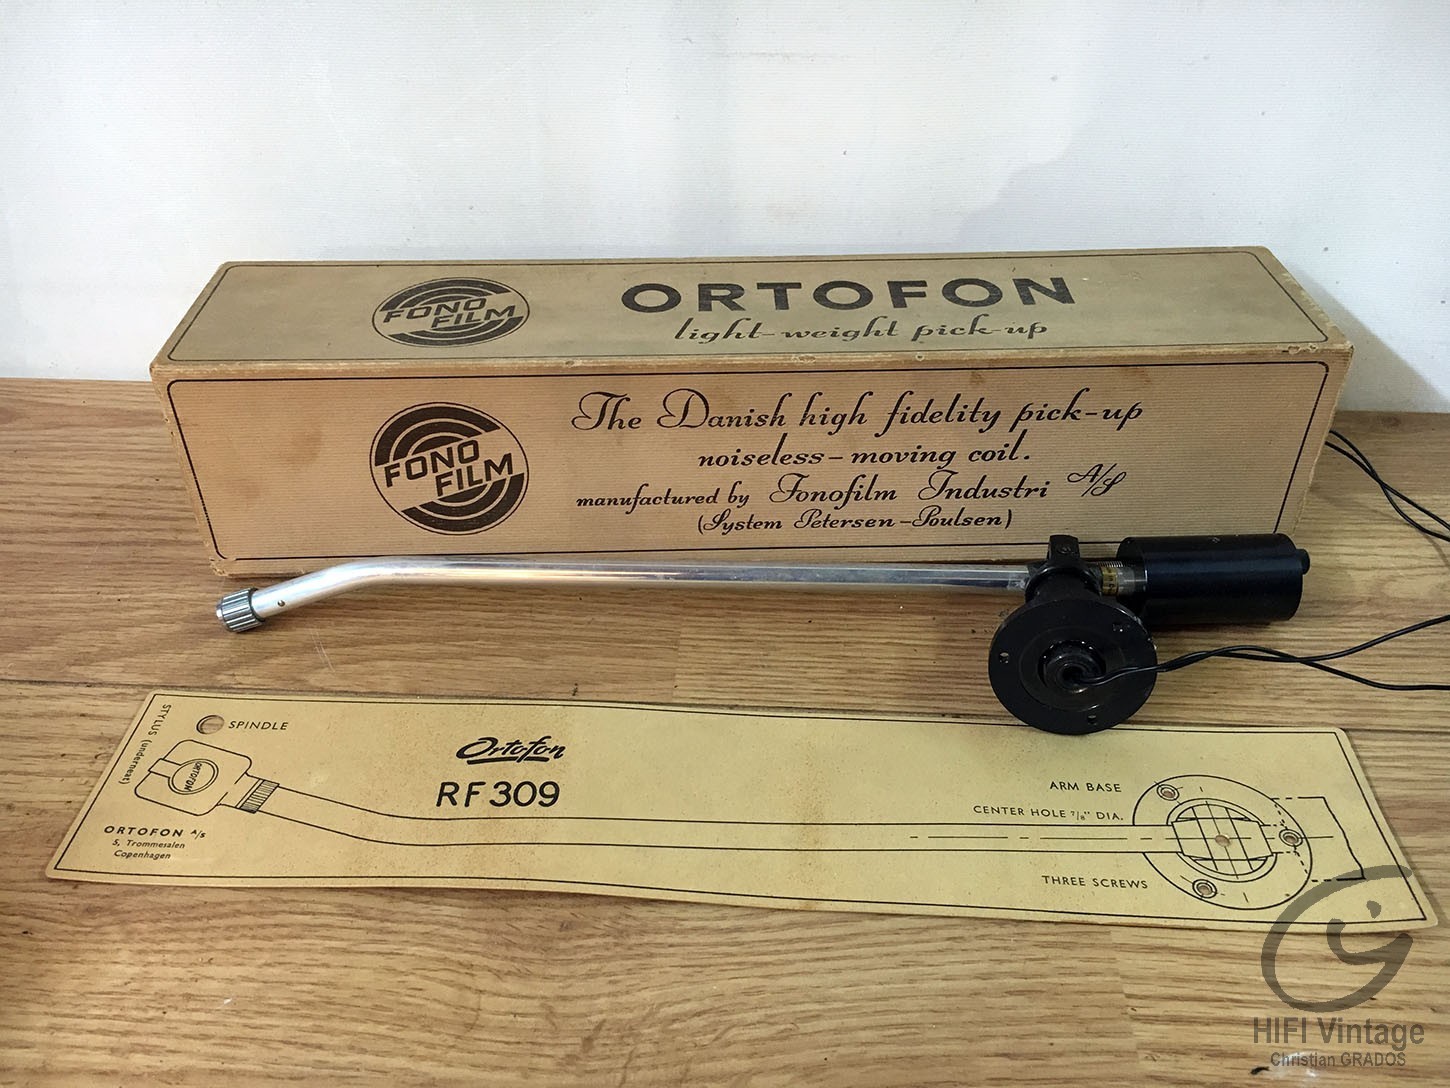 FONO
FILM
ORTOFON
light-weight pick-up
FONO
FILM
The Danish high fidelity pick-up
noiseless-moving coil.
manufactured by Fonofilm Industri A/S
(System Petersen-Poulsen)
STYLUS (underneat)
SPINDLE
ORTOFON
Ortofon
RF 309
ORTOFON A/S
5, Trommesalen
Copenhagen
ARM BASE
CENTER HOLE 7/8" DIA.
THREE SCREWS
HIFI Vintage
Christian GRADOS